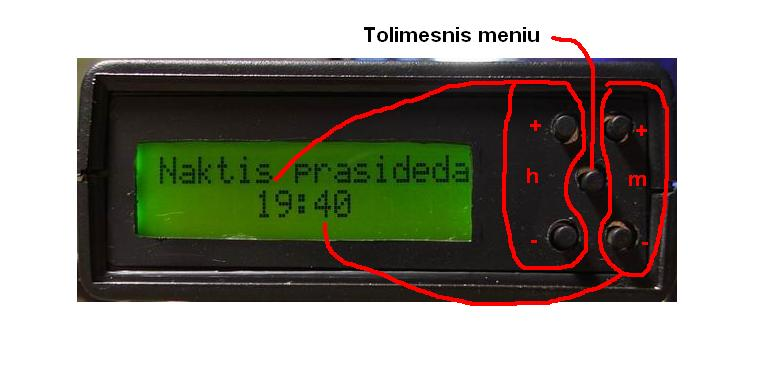 Tolimesnis meniu
Naktis prasideda
19:40
+ +
h m
- -